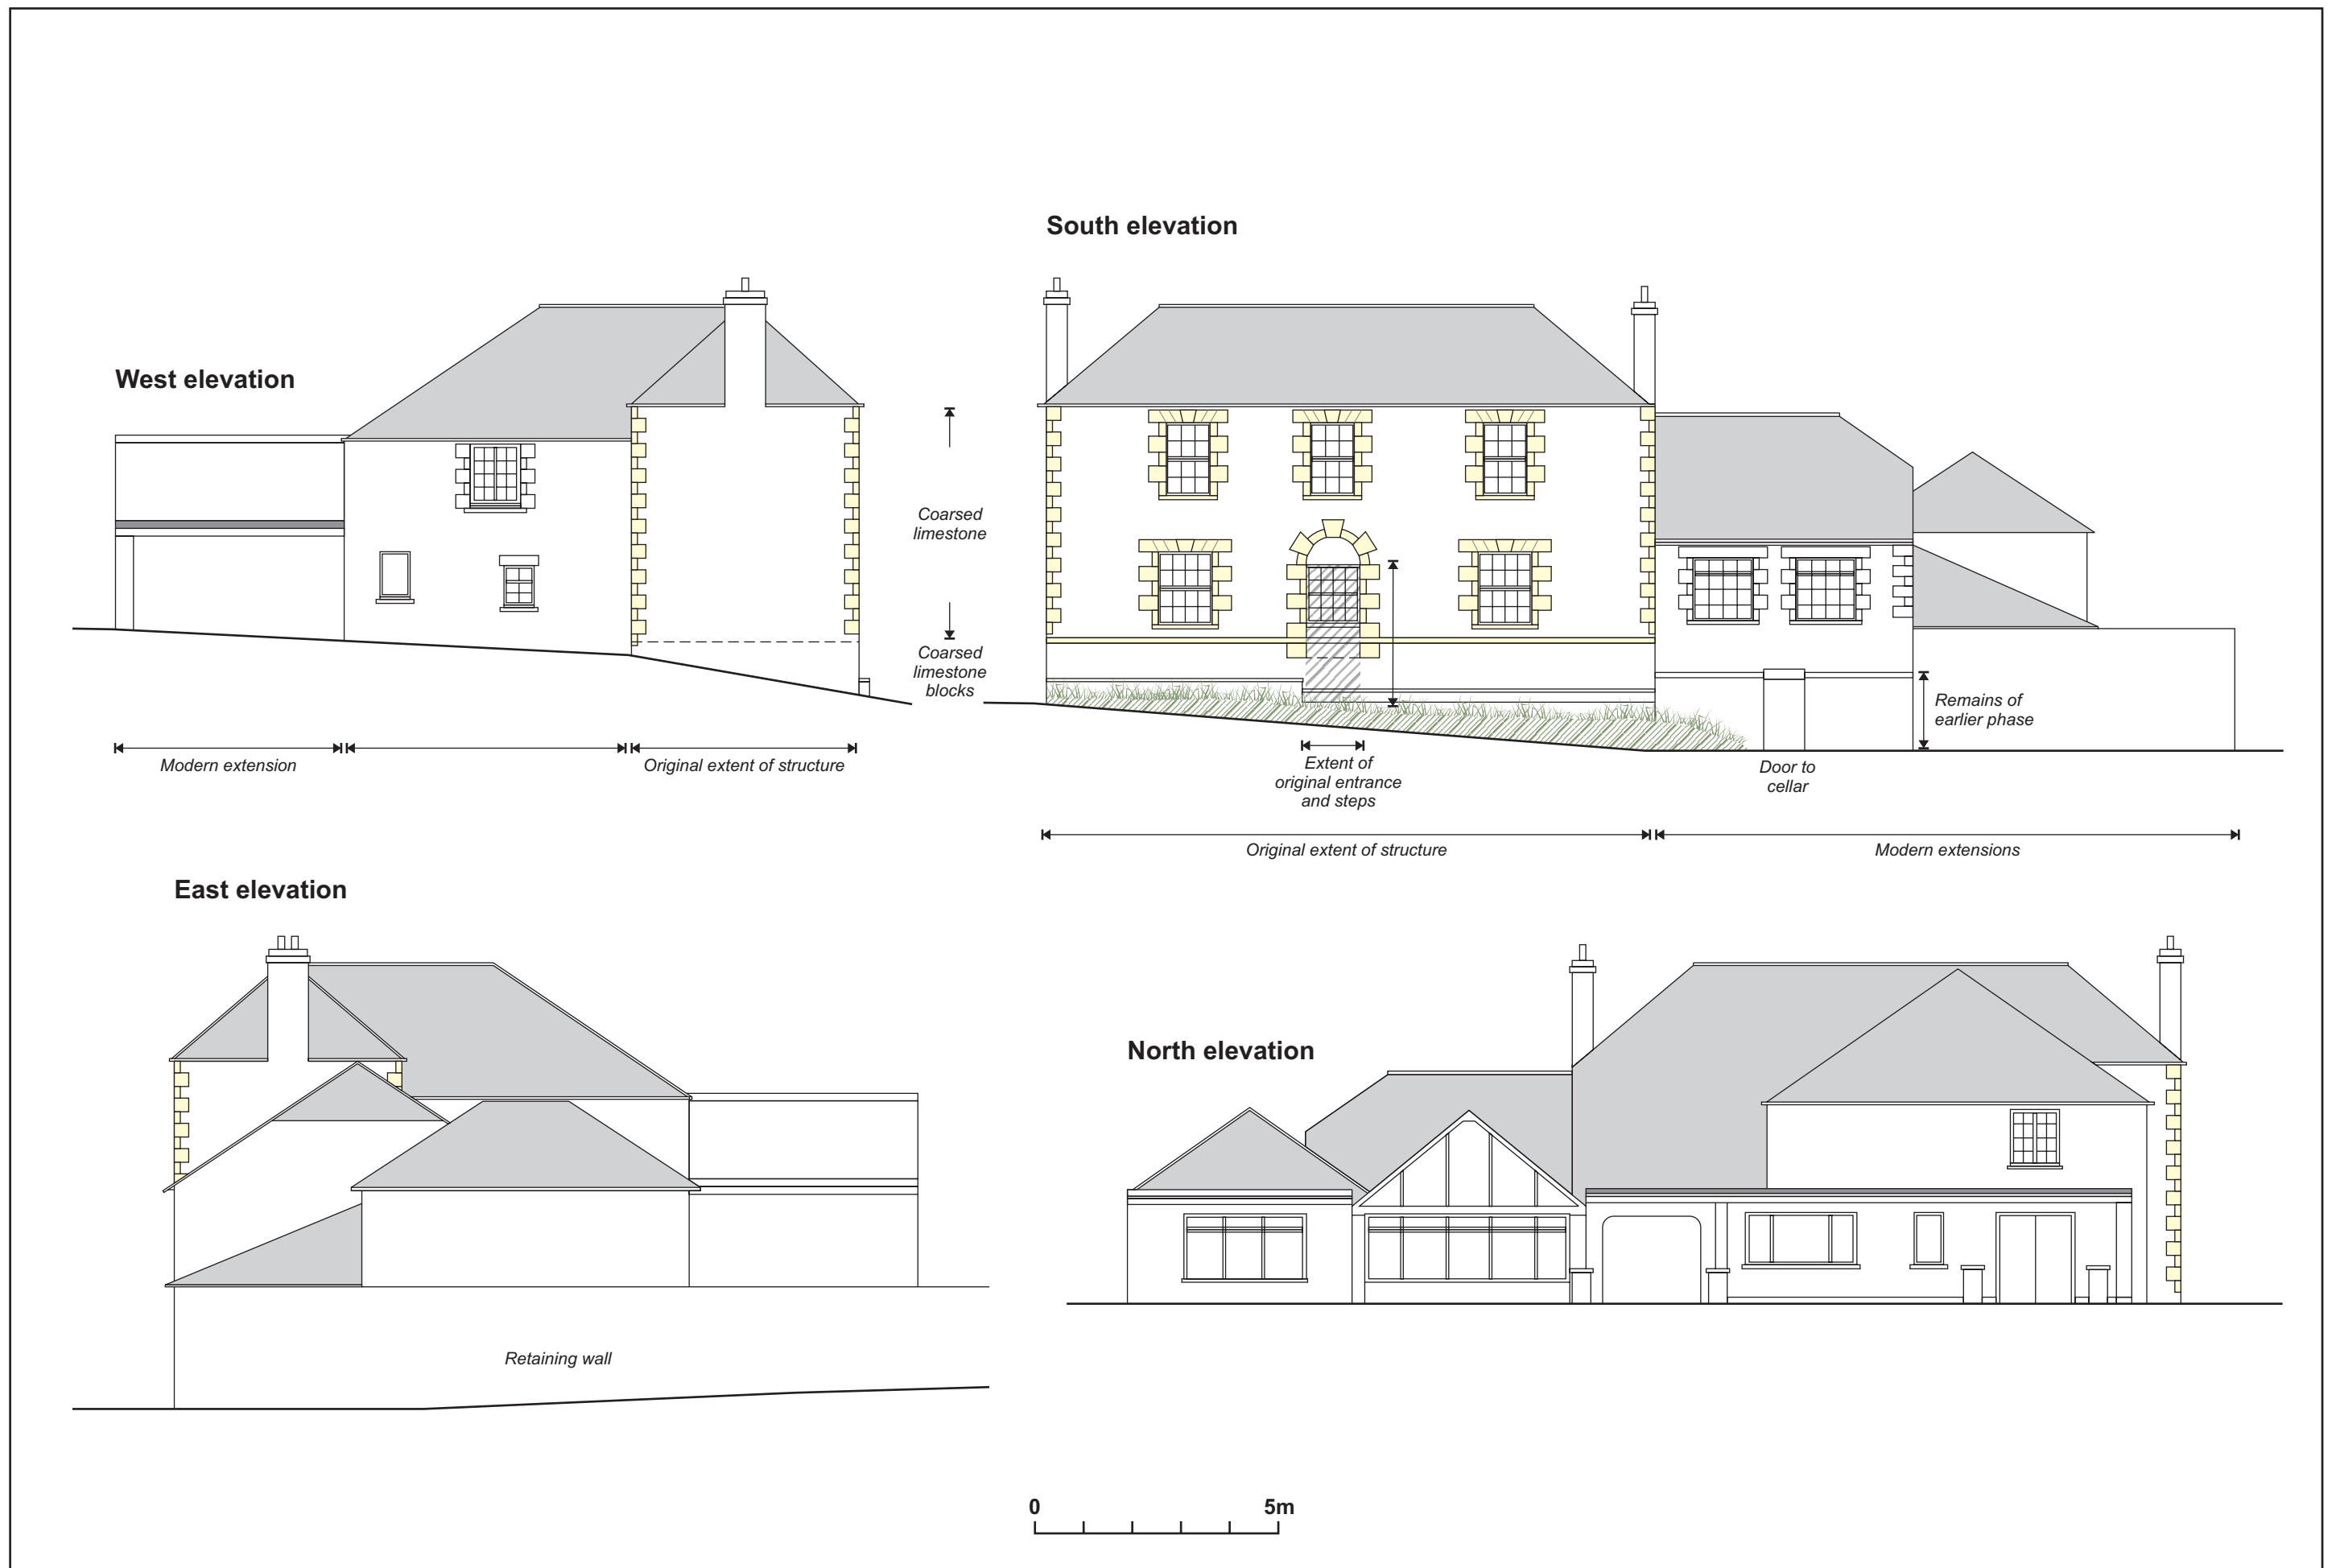 South elevation
West elevation
Coarsed
limestone
Coarsed
limestone
blocks
Remains of
earlier phase
Modern extension
Original extent of structure
Extent of
original entrance
and steps
Door to
cellar
Original extent of structure
Modern extensions
East elevation
North elevation
Retaining wall
0
5m